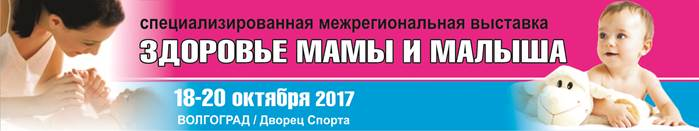 специализированная межрегиональная выставка
ЗДОРОВЬЕ МАМЫ И МАЛЫША
18-20 октября 2017
ВОЛГОГРАД / Дворец Спорта